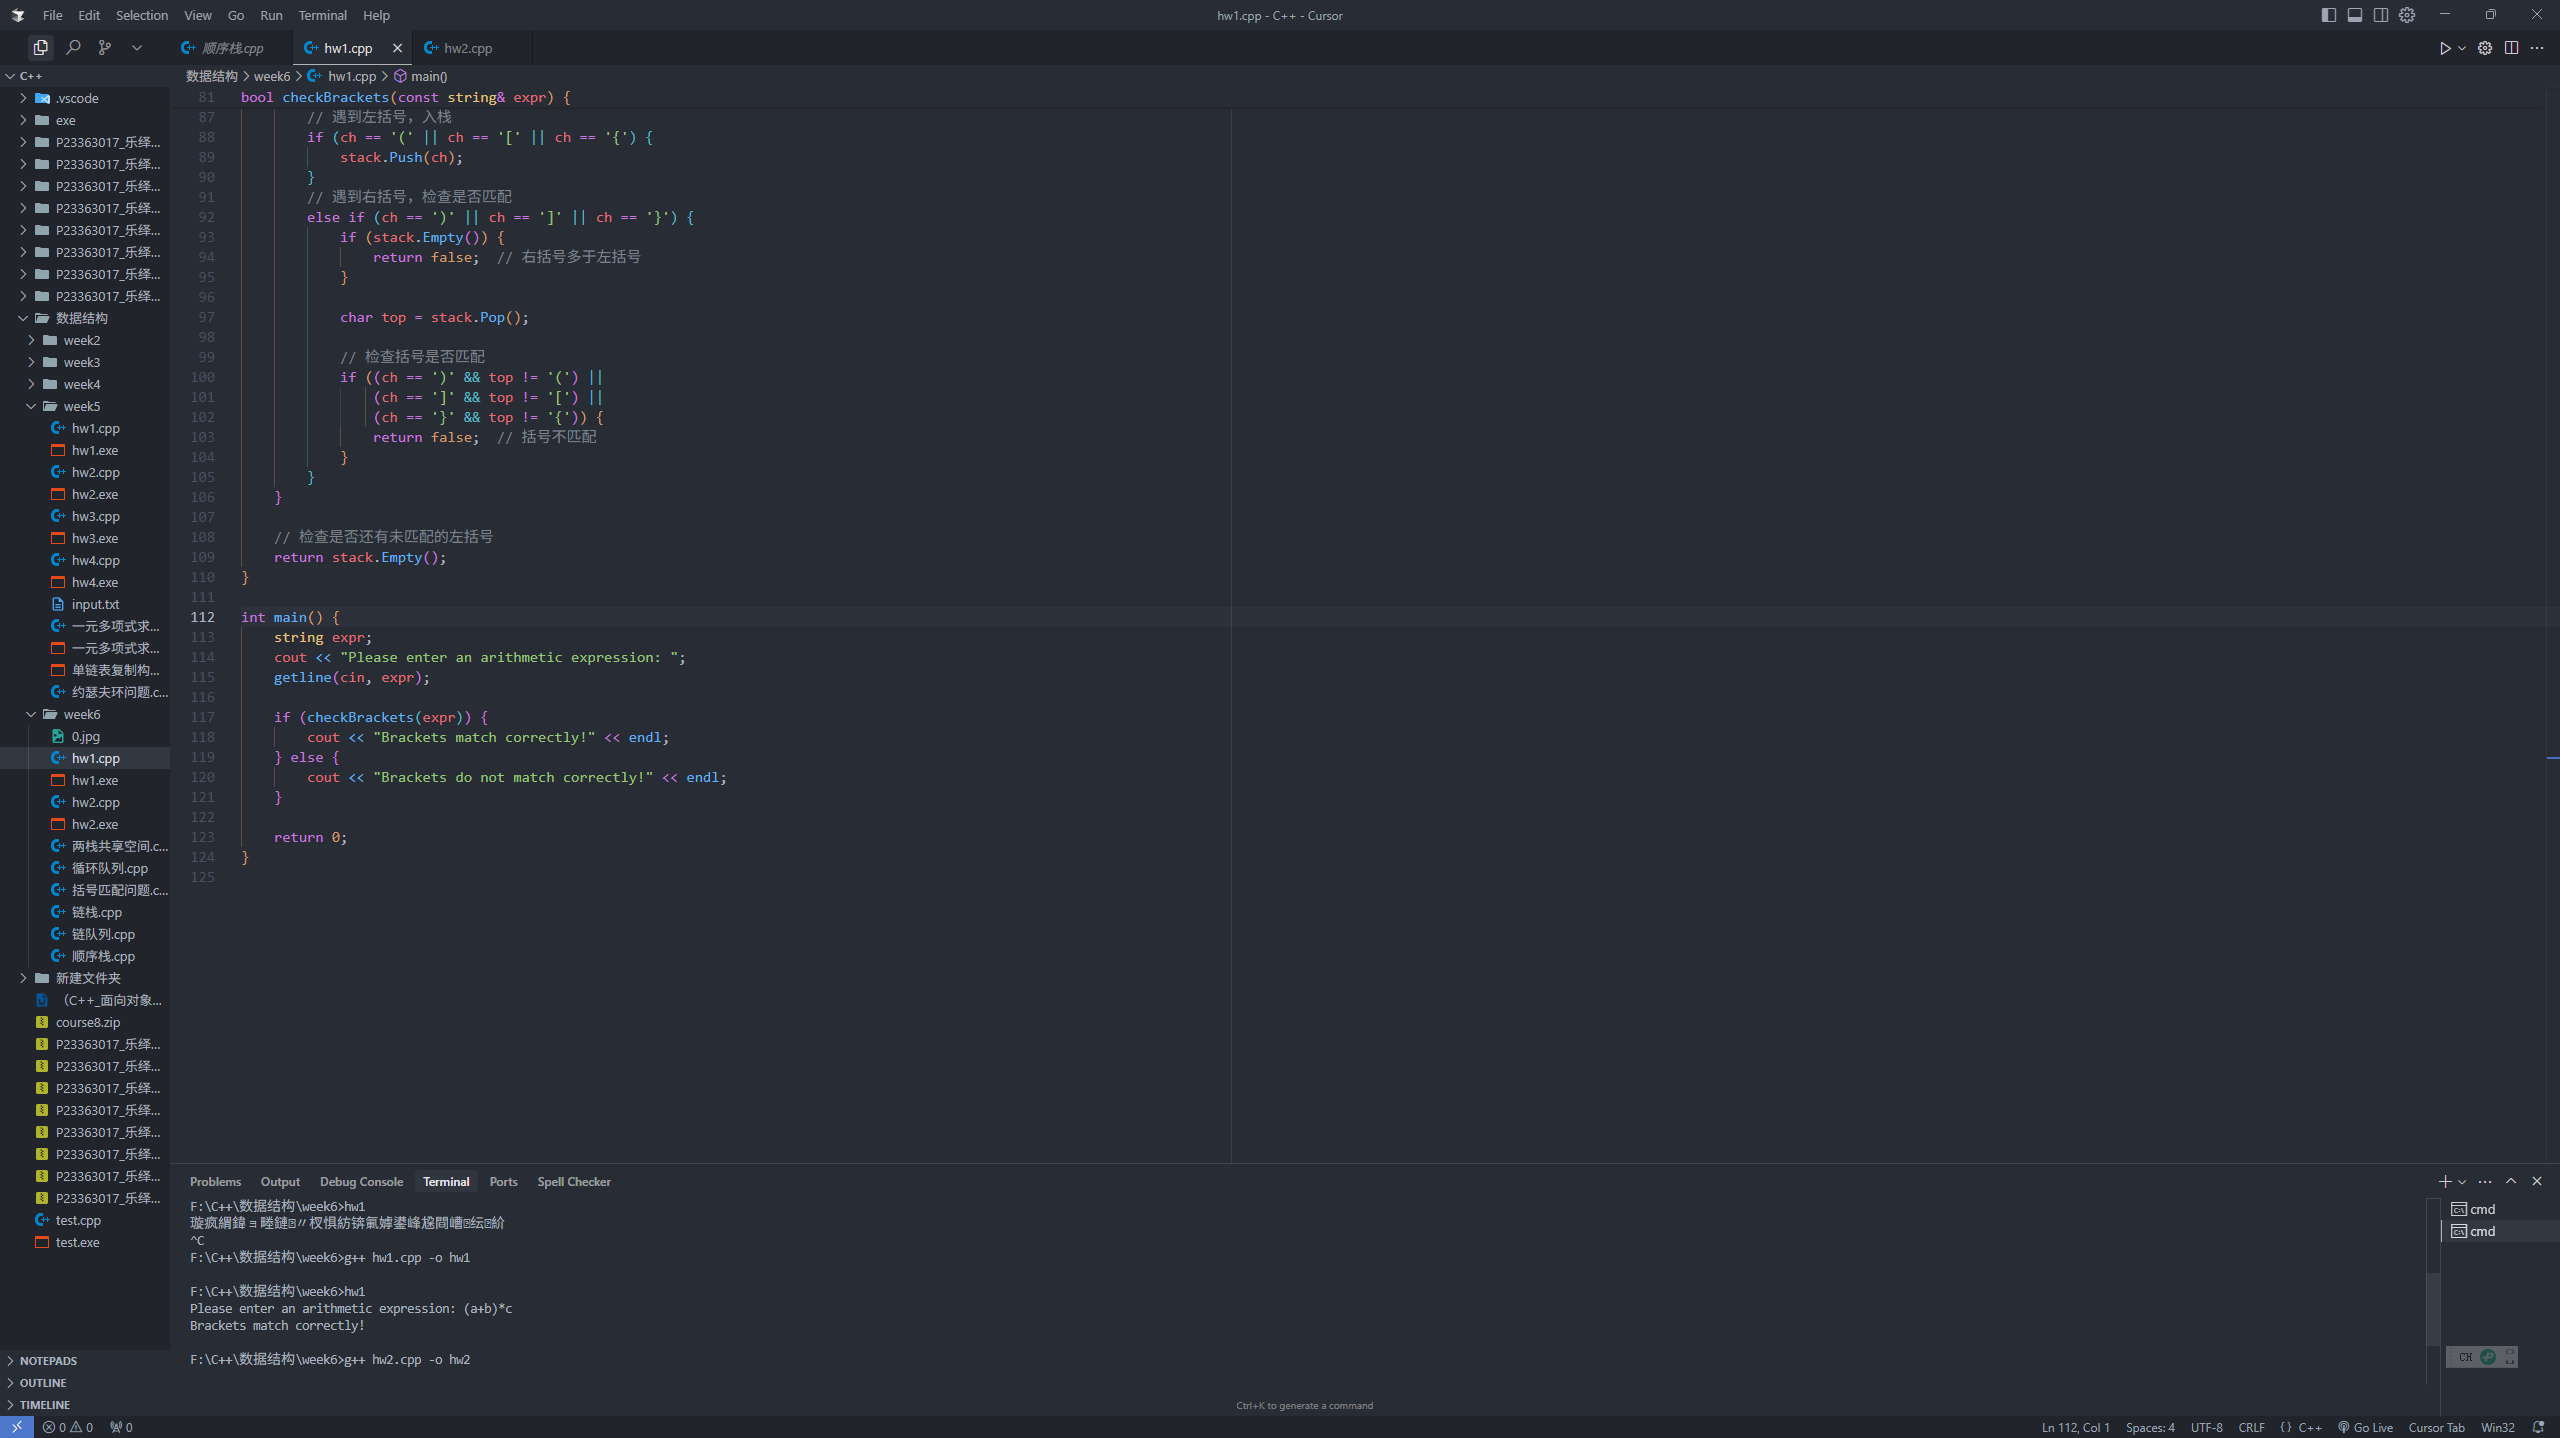 File Edit Selection View Go Run Terminal Help
hw1.cpp - C++ - Cursor
顺序栈.cpp
hw1.cpp
hw2.cpp
C++
.vscode
exe
P23363017_乐绎...
P23363017_乐绎...
P23363017_乐绎...
P23363017_乐绎...
P23363017_乐绎...
P23363017_乐绎...
P23363017_乐绎...
P23363017_乐绎...
数据结构
week2
week3
week4
week5
hw1.cpp
hw1.exe
hw2.cpp
hw2.exe
hw3.cpp
hw3.exe
hw4.cpp
hw4.exe
input.txt
一元多项式求...
一元多项式求...
单链表复制构...
约瑟夫环问题.c...
week6
0.jpg
hw1.cpp
hw1.exe
hw2.cpp
hw2.exe
两栈共享空间.c...
循环队列.cpp
括号匹配问题.c...
链栈.cpp
链队列.cpp
顺序栈.cpp
新建文件夹
（C++_面向对象...
course8.zip
P23363017_乐绎...
P23363017_乐绎...
P23363017_乐绎...
P23363017_乐绎...
P23363017_乐绎...
P23363017_乐绎...
P23363017_乐绎...
P23363017_乐绎...
test.cpp
test.exe
NOTEPADS
OUTLINE
TIMELINE
数据结构 > week6 > hw1.cpp > main()
81 bool checkBrackets(const string& expr) {
87 // 遇到左括号，入栈
88 if (ch == '(' || ch == '[' || ch == '{') {
89 stack.Push(ch);
90 }
91 // 遇到右括号，检查是否匹配
92 else if (ch == ')' || ch == ']' || ch == '}') {
93 if (stack.Empty()) {
94 return false;  // 右括号多于左括号
95 }
96
97 char top = stack.Pop();
98
99 // 检查括号是否匹配
100 if ((ch == ')' && top != '(') ||
101 (ch == ']' && top != '[') ||
102 (ch == '}' && top != '{')) {
103 return false;  // 括号不匹配
104 }
105 }
106 }
107
108 // 检查是否还有未匹配的左括号
109 return stack.Empty();
110 }
111
112 int main() {
113 string expr;
114 cout << "Please enter an arithmetic expression: ";
115 getline(cin, expr);
116
117 if (checkBrackets(expr)) {
118 cout << "Brackets match correctly!" << endl;
119 } else {
120 cout << "Brackets do not match correctly!" << endl;
121 }
122
123 return 0;
124 }
125
Problems Output Debug Console Terminal Ports Spell Checker
F:\C++\数据结构\week6>hw1
^C
F:\C++\数据结构\week6>g++ hw1.cpp -o hw1
F:\C++\数据结构\week6>hw1
Please enter an arithmetic expression: (a+b)*c
Brackets match correctly!
F:\C++\数据结构\week6>g++ hw2.cpp -o hw2
cmd
cmd
CH
Ctrl+K to generate a command
0 0 0
Ln 112, Col 1 Spaces: 4 UTF-8 CRLF {} C++ Go Live Cursor Tab Win32